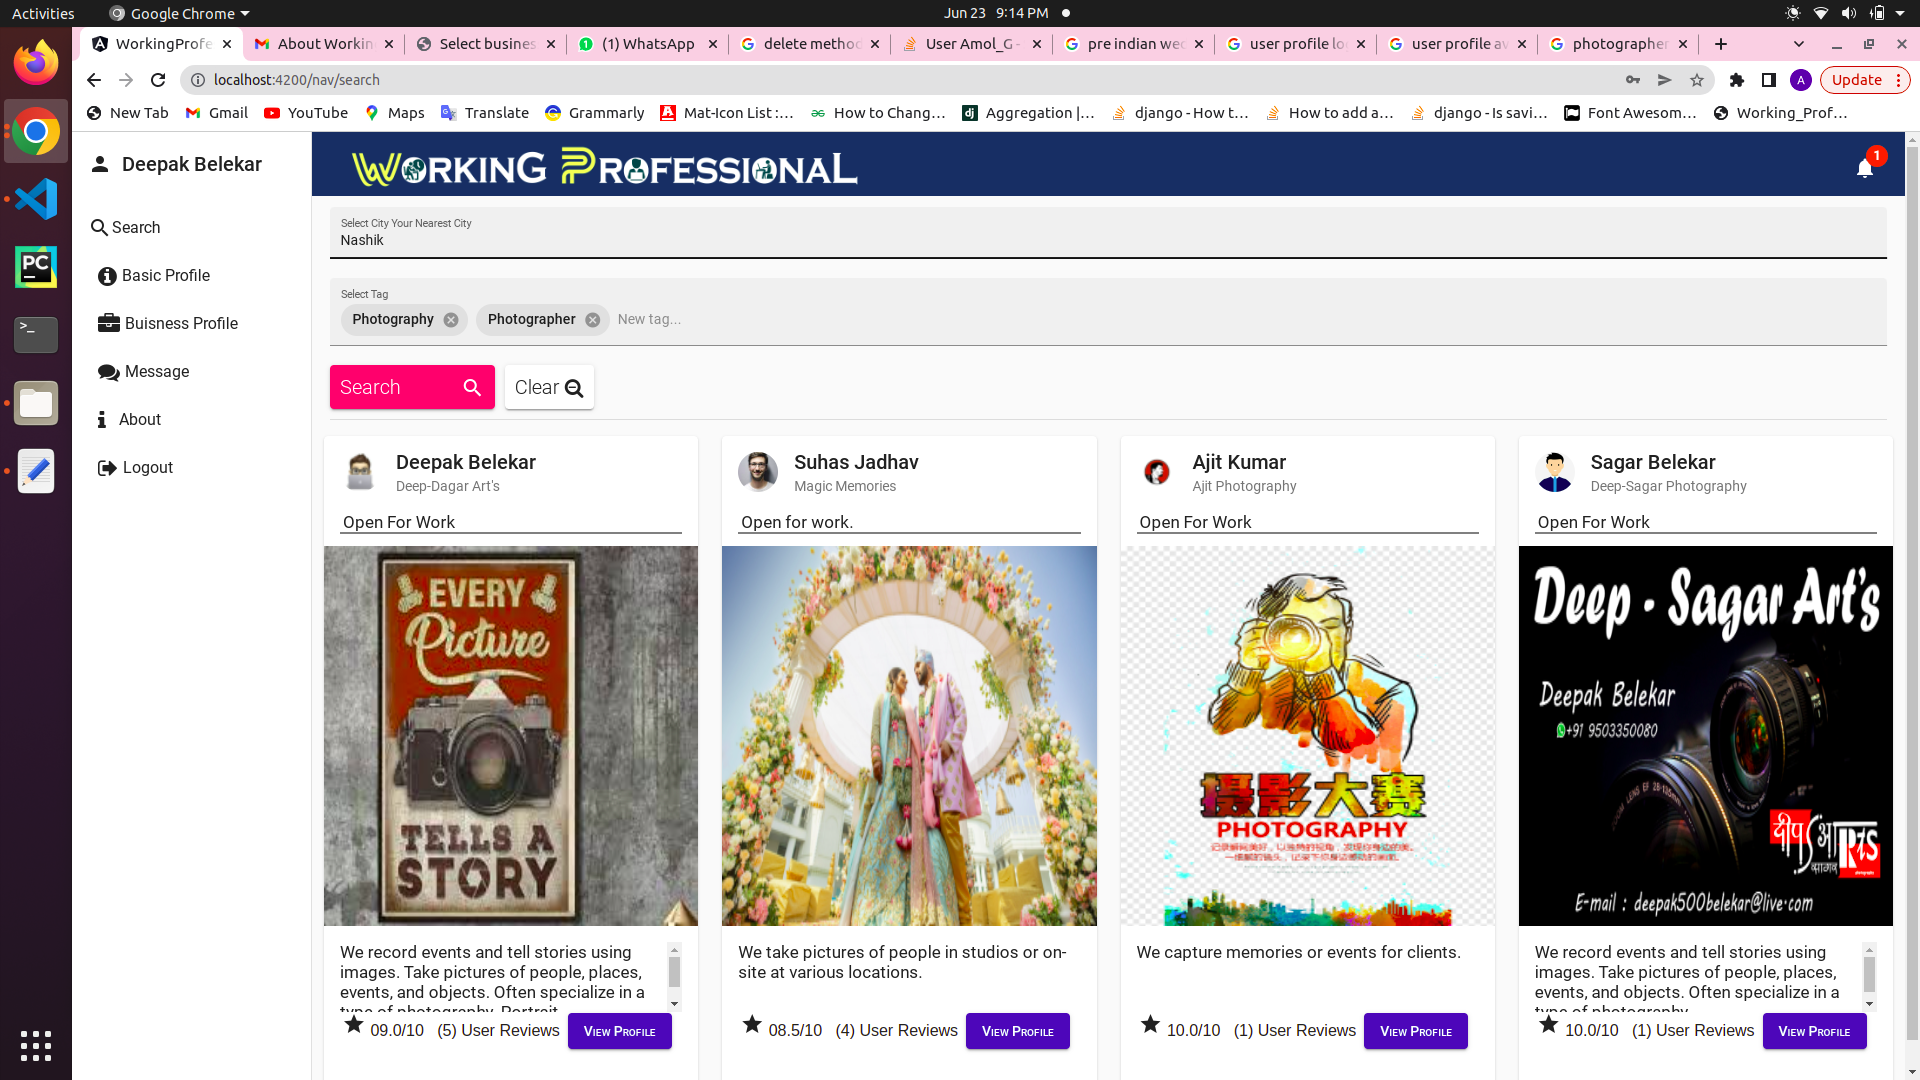 Activities
Google Chrome
Jun 23 9:14 PM
WorkingProfe
About Workin
Select busines
(1) WhatsApp
delete metho
User Amol_G -
pre indian wed
user profile lo
user profile av
photographer
localhost:4200/nav/search
A
Update
New Tab
Gmail
YouTube
Maps
Translate
Grammarly
Mat-Icon List :...
How to Chang...
Aggregation |...
django - How t...
How to add a...
django - Is savi...
Font Awesom...
Working_Prof...
Deepak Belekar
Search
Basic Profile
Buisness Profile
Message
About
Logout
WORKING PROFESSIONAL
1
Select City Your Nearest City
Nashik
Select Tag
Photography
Photographer
New tag...
Search
Clear
Deepak Belekar
Deep-Dagar Art's
Open For Work
EVERY
Picture
TELLS A
STORY
We record events and tell stories using
images. Take pictures of people, places,
events, and objects. Often specialize in a
type of photography. Portrait
09.0/10 (5) User Reviews
VIEW PROFILE
Suhas Jadhav
Magic Memories
Open for work.
We take pictures of people in studios or on-
site at various locations.
08.5/10 (4) User Reviews
VIEW PROFILE
Ajit Kumar
Ajit Photography
Open For Work
摄影大赛
PHOTOGRAPHY
We capture memories or events for clients.
10.0/10 (1) User Reviews
VIEW PROFILE
Sagar Belekar
Deep-Sagar Photography
Open For Work
Deep - Sagar Art's
Deepak Belekar
+91 9503350080
E-mail : deepak500belekar@live.com
We record events and tell stories using
images. Take pictures of people, places,
events, and objects. Often specialize in a
type of photography.
10.0/10 (1) User Reviews
VIEW PROFILE